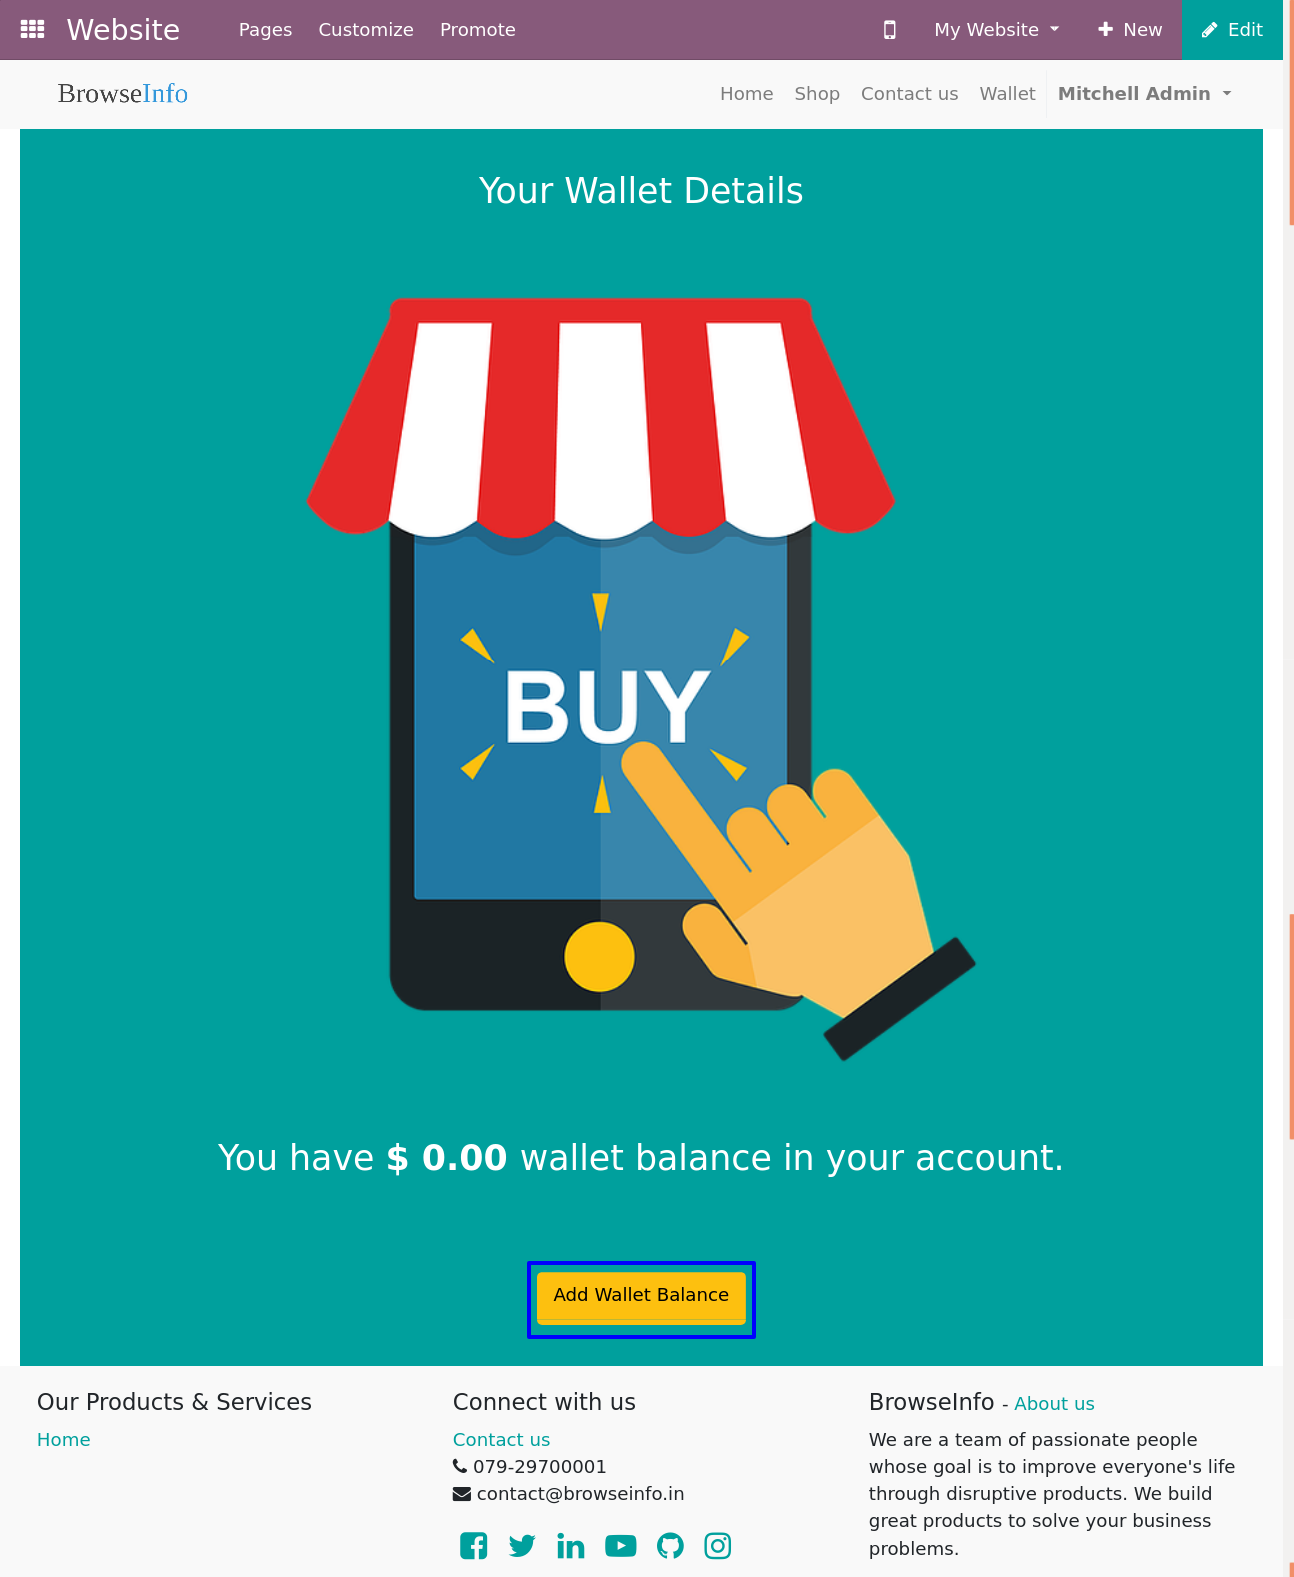 Website Pages Customize Promote My Website New Edit
BrowseInfo Home Shop Contact us Wallet Mitchell Admin
Your Wallet Details
BUY
You have $ 0.00 wallet balance in your account.
Add Wallet Balance
Our Products & Services
Home
Connect with us
Contact us
079-29700001
contact@browseinfo.in
BrowseInfo - About us
We are a team of passionate people
whose goal is to improve everyone's life
through disruptive products. We build
great products to solve your business
problems.